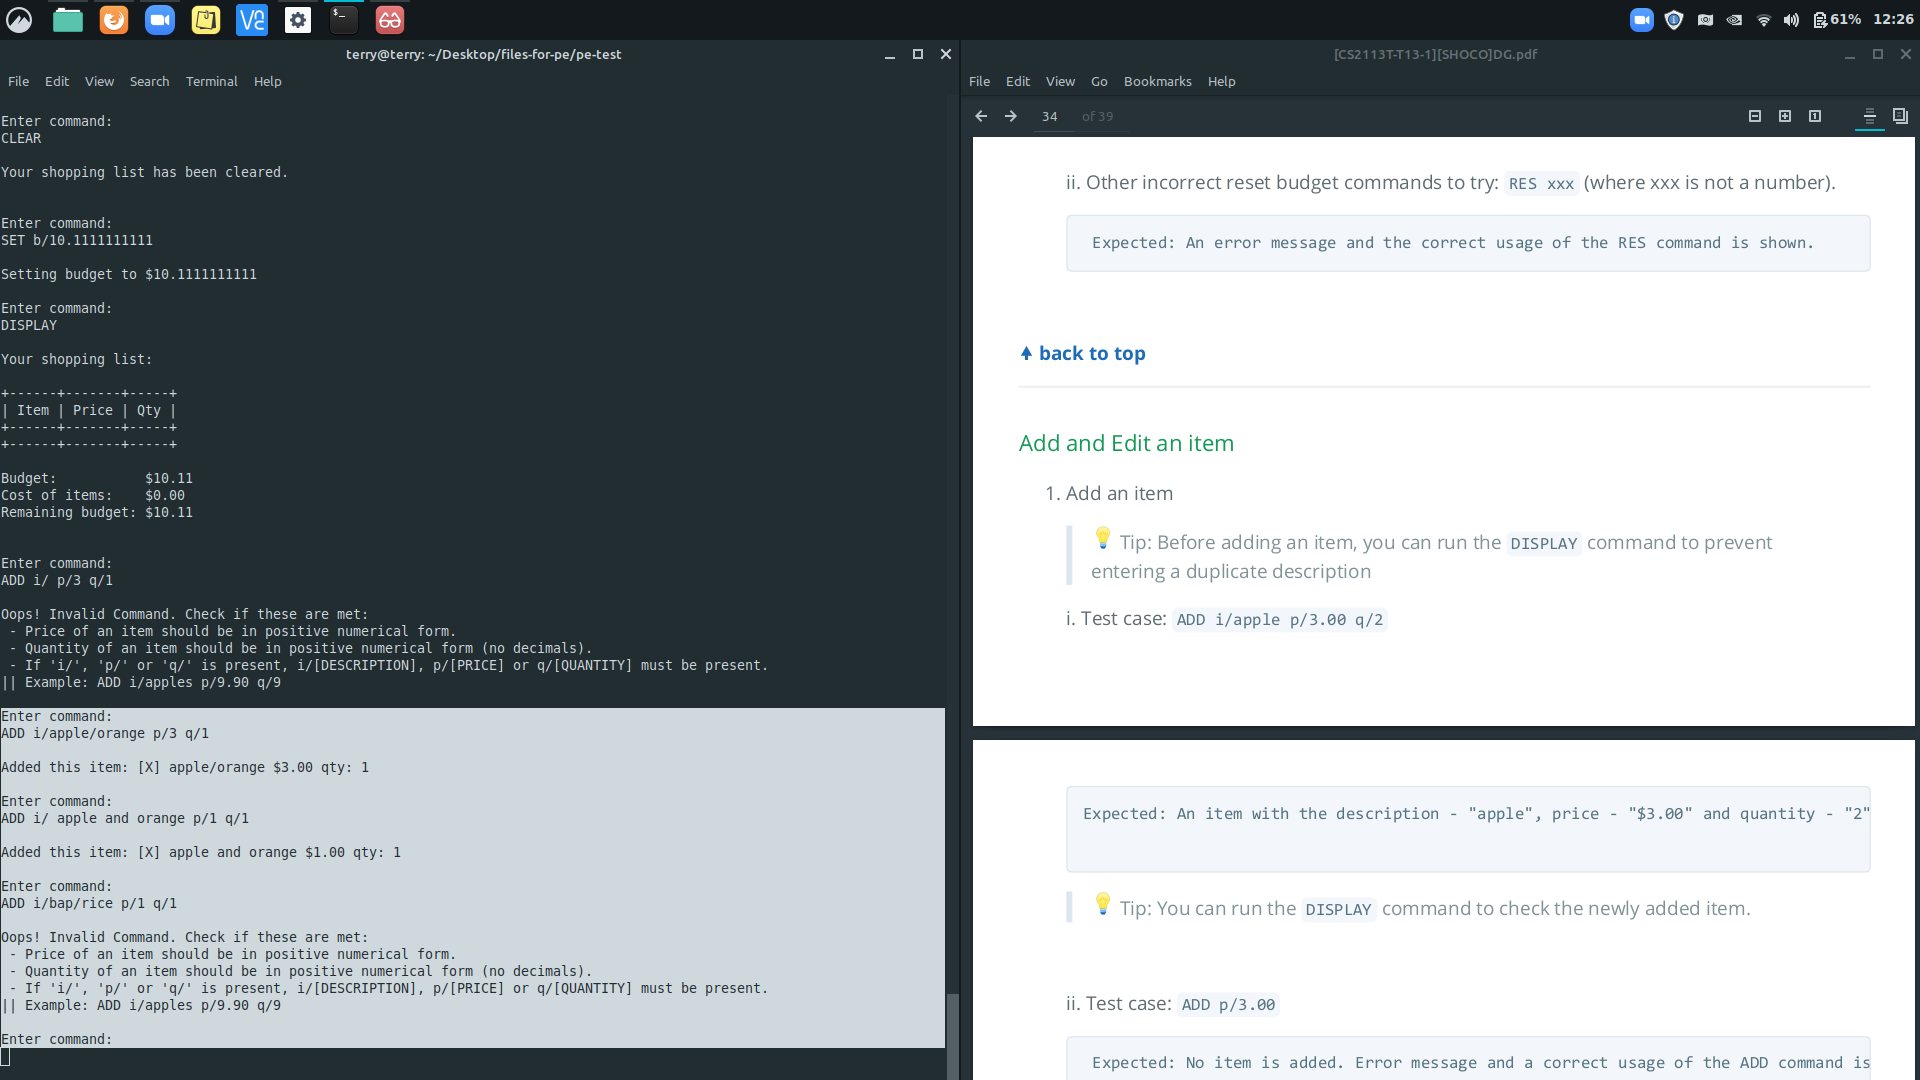 61%
12:26
terry@terry: ~/Desktop/files-for-pe/pe-test
File Edit View Search Terminal Help
Enter command:
CLEAR
Your shopping list has been cleared.
Enter command:
SET b/10.1111111111
Setting budget to $10.1111111111
Enter command:
DISPLAY
Your shopping list:
+------+-------+-----+
| Item | Price | Qty |
+------+-------+-----+
+------+-------+-----+
Budget: $10.11
Cost of items: $0.00
Remaining budget: $10.11
Enter command:
ADD i/ p/3 q/1
Oops! Invalid Command. Check if these are met:
- Price of an item should be in positive numerical form.
- Quantity of an item should be in positive numerical form (no decimals).
- If 'i/', 'p/' or 'q/' is present, i/[DESCRIPTION], p/[PRICE] or q/[QUANTITY] must be present.
|| Example: ADD i/apples p/9.90 q/9
Enter command:
ADD i/apple/orange p/3 q/1
Added this item: [X] apple/orange $3.00 qty: 1
Enter command:
ADD i/ apple and orange p/1 q/1
Added this item: [X] apple and orange $1.00 qty: 1
Enter command:
ADD i/bap/rice p/1 q/1
Oops! Invalid Command. Check if these are met:
- Price of an item should be in positive numerical form.
- Quantity of an item should be in positive numerical form (no decimals).
- If 'i/', 'p/' or 'q/' is present, i/[DESCRIPTION], p/[PRICE] or q/[QUANTITY] must be present.
|| Example: ADD i/apples p/9.90 q/9
Enter command:
[CS2113T-T13-1][SHOCO]DG.pdf
File Edit View Go Bookmarks Help
34 of 39
ii. Other incorrect reset budget commands to try: RES xxx (where xxx is not a number).
Expected: An error message and the correct usage of the RES command is shown.
back to top
Add and Edit an item
1. Add an item
Tip: Before adding an item, you can run the DISPLAY command to prevent
entering a duplicate description
i. Test case: ADD i/apple p/3.00 q/2
Expected: An item with the description - "apple", price - "$3.00" and quantity - "2"
Tip: You can run the DISPLAY command to check the newly added item.
ii. Test case: ADD p/3.00
Expected: No item is added. Error message and a correct usage of the ADD command is